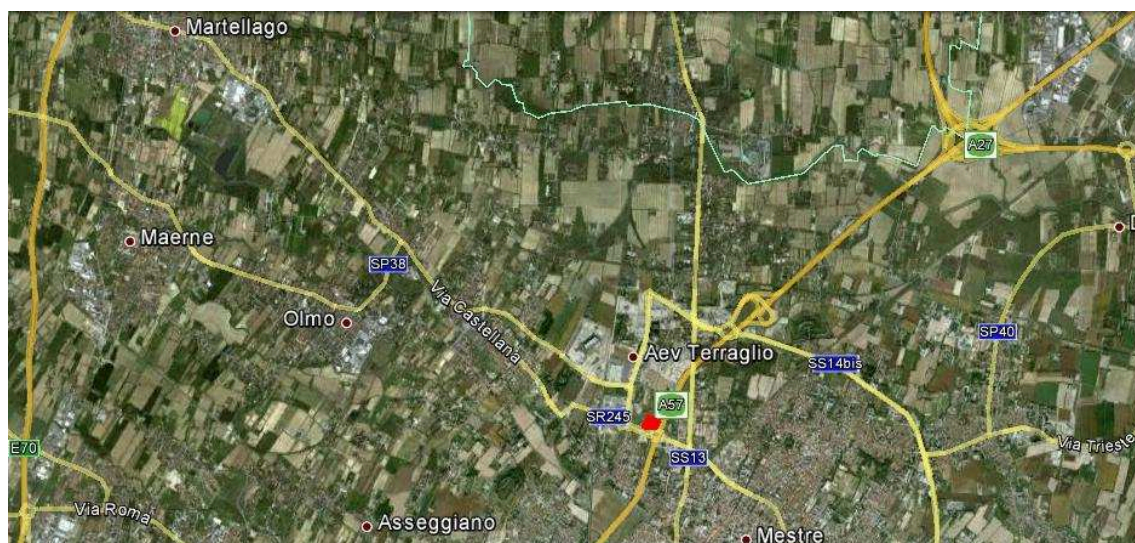 Martellago
A27
Maerne
D
SP38
Via Castellana
Olmo
SP40
Aev Terraglio
SS14bis
A57
SR245
E70
SS13
Via Trieste
Via Roma
Asseggiano
Mestre